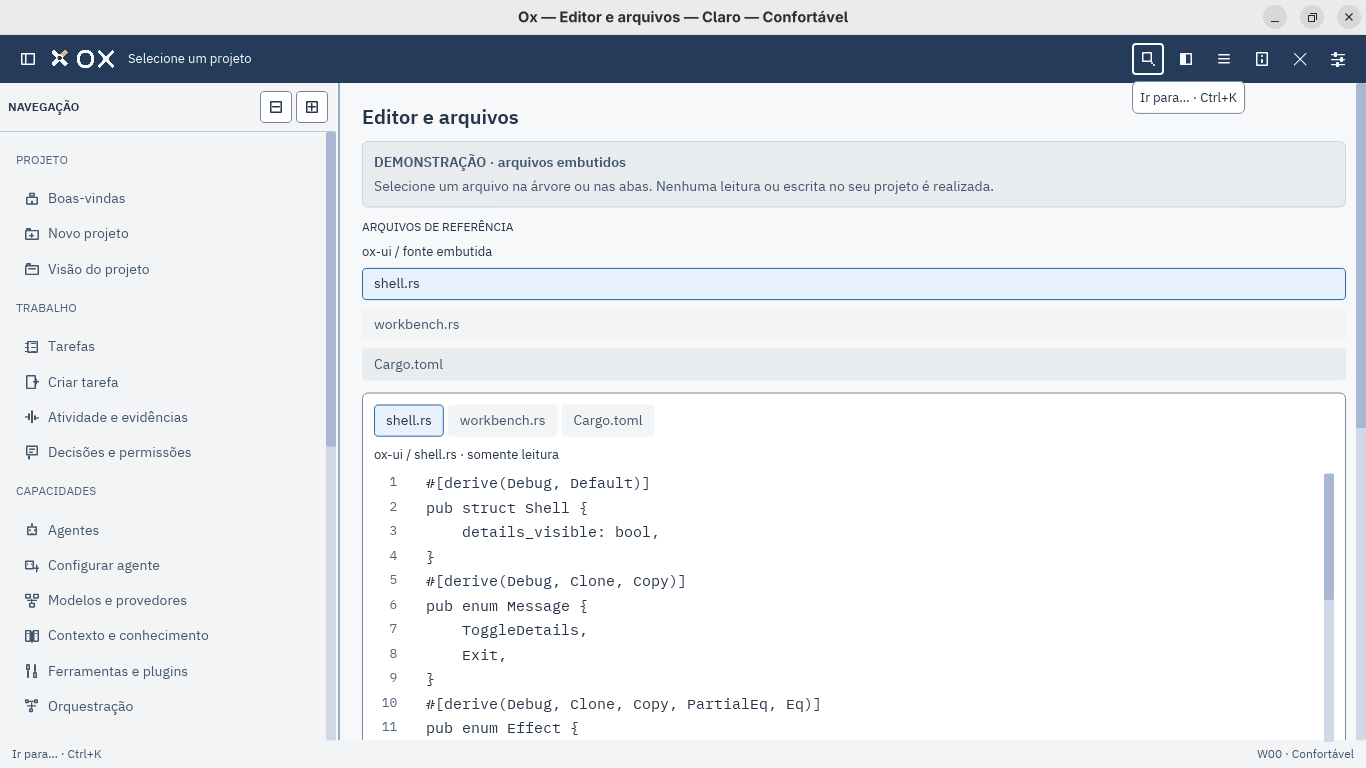 Ox — Editor e arquivos — Claro — Confortável
OX
Selecione um projeto
Ir para... · Ctrl+K
NAVEGAÇÃO
PROJETO
Boas-vindas
Novo projeto
Visão do projeto
TRABALHO
Tarefas
Criar tarefa
Atividade e evidências
Decisões e permissões
CAPACIDADES
Agentes
Configurar agente
Modelos e provedores
Contexto e conhecimento
Ferramentas e plugins
Orquestração
Editor e arquivos
DEMONSTRAÇÃO · arquivos embutidos
Selecione um arquivo na árvore ou nas abas. Nenhuma leitura ou escrita no seu projeto é realizada.
ARQUIVOS DE REFERÊNCIA
ox-ui / fonte embutida
shell.rs
workbench.rs
Cargo.toml
shell.rs workbench.rs Cargo.toml
ox-ui / shell.rs · somente leitura
1 #[derive(Debug, Default)]
2 pub struct Shell {
3     details_visible: bool,
4 }
5 #[derive(Debug, Clone, Copy)]
6 pub enum Message {
7     ToggleDetails,
8     Exit,
9 }
10 #[derive(Debug, Clone, Copy, PartialEq, Eq)]
11 pub enum Effect {
Ir para... · Ctrl+K
W00 · Confortável